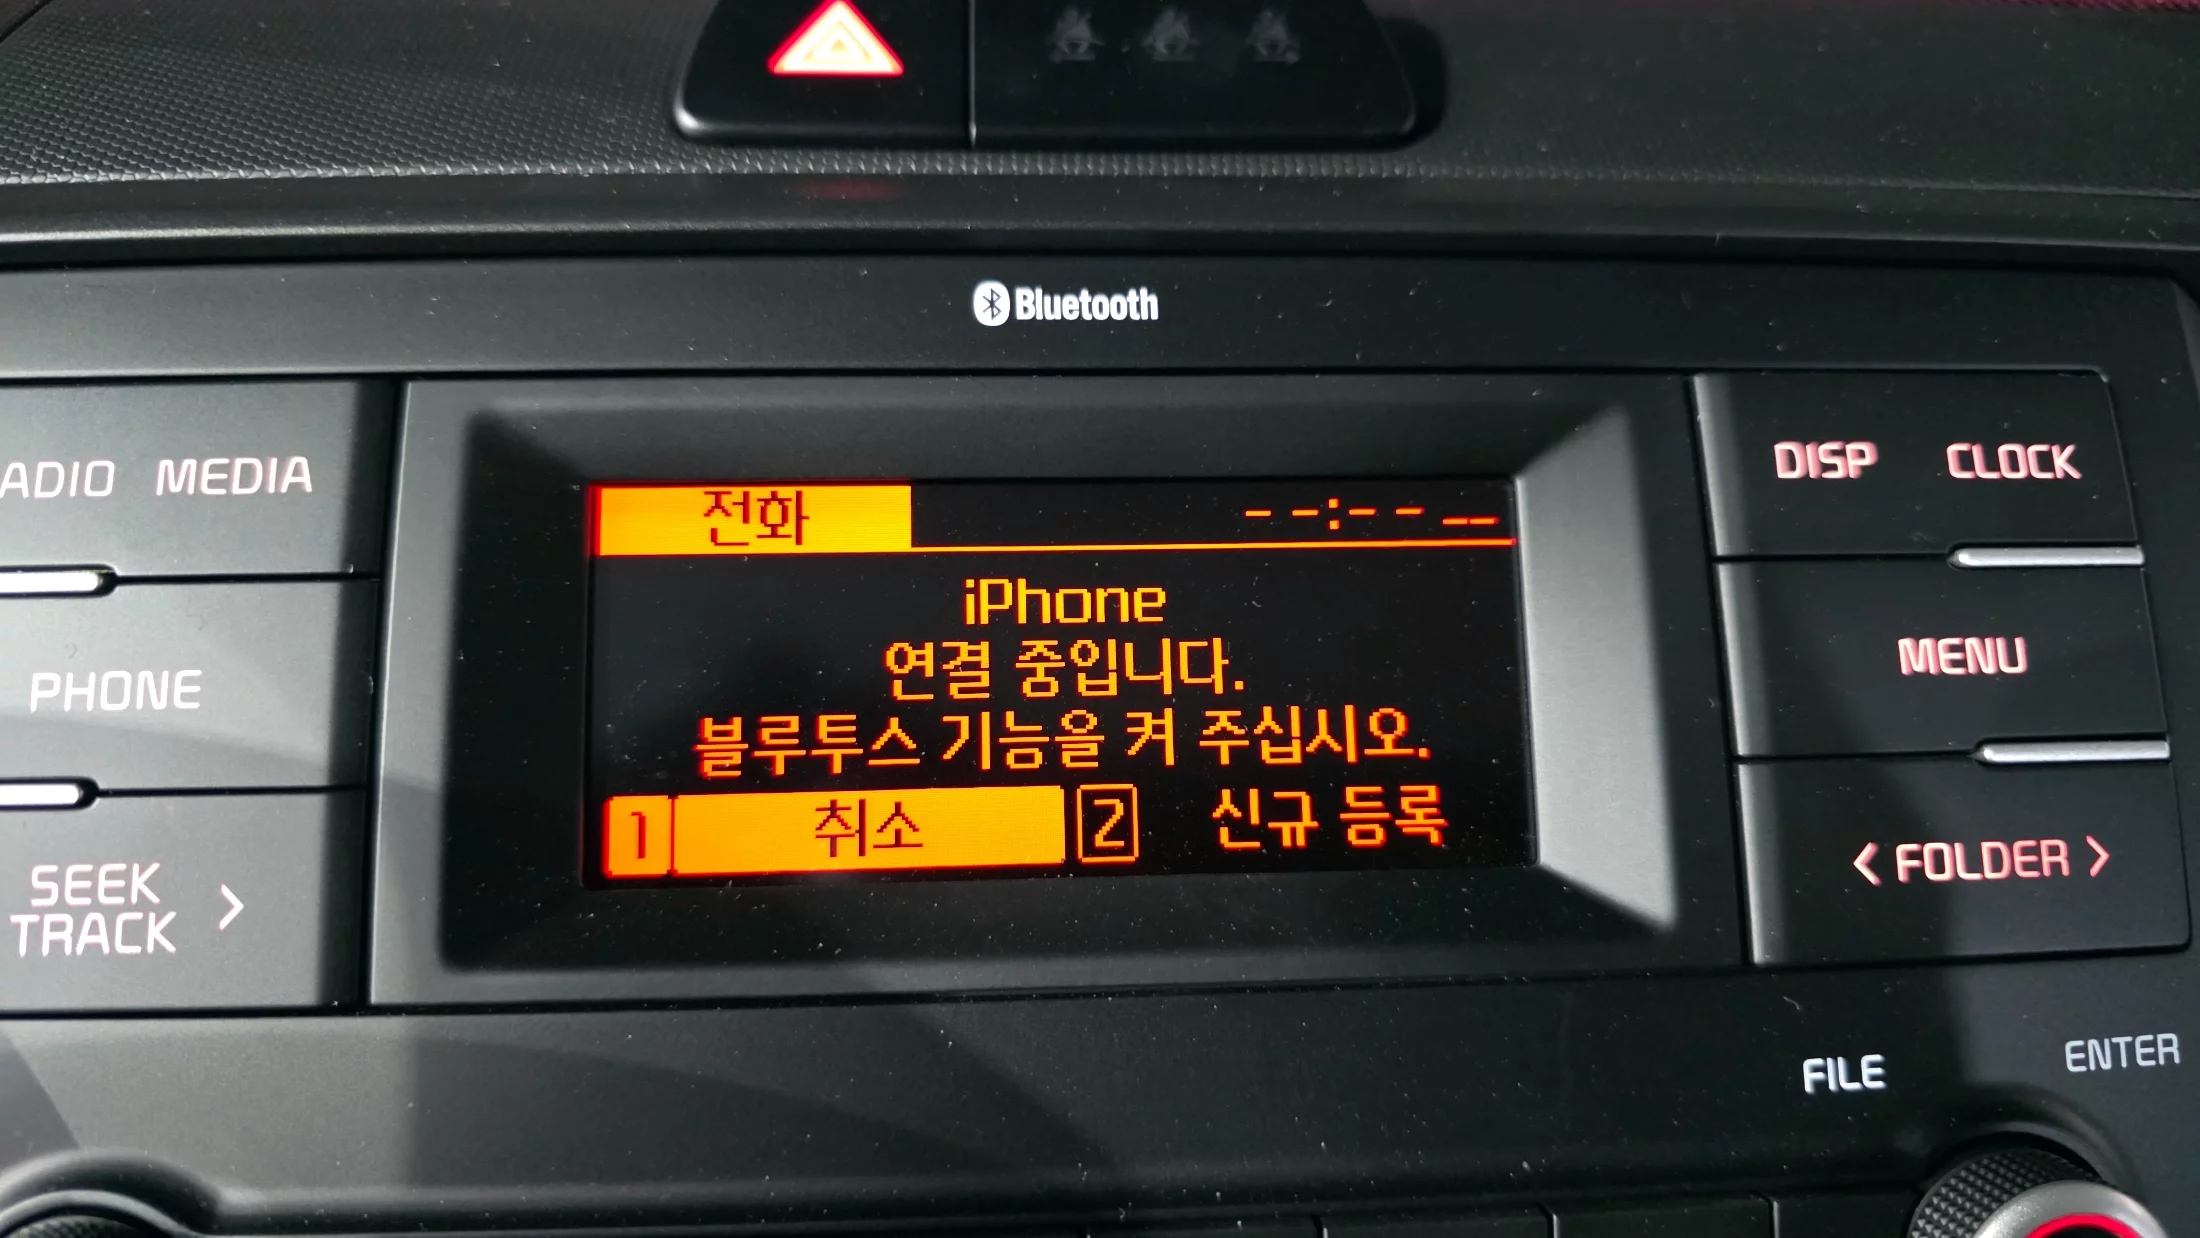 Bluetooth
ADIO MEDIA
DISP CLOCK
전화 --:-- --
iPhone
연결 중입니다.
블루투스 기능을 켜 주십시오.
1 취소 2 신규 등록
PHONE
MENU
SEEK
TRACK >
< FOLDER >
FILE
ENTER